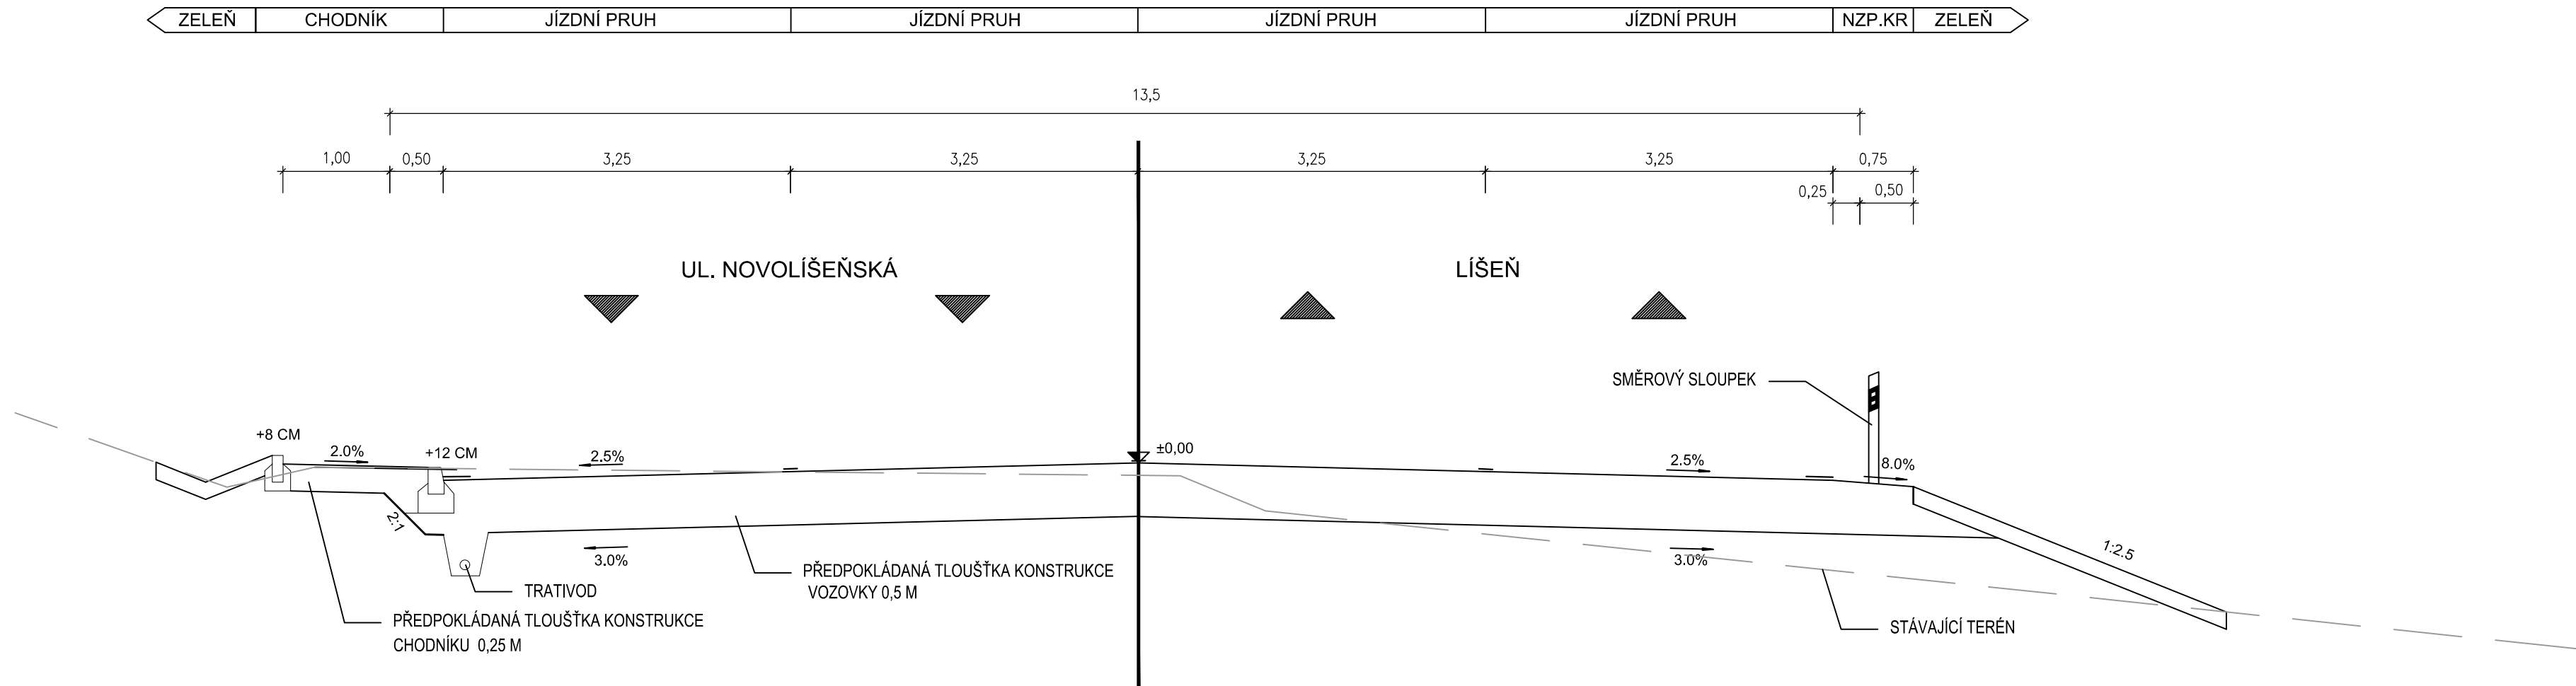 ZELEŇ
CHODNÍK
JÍZDNÍ PRUH
JÍZDNÍ PRUH
JÍZDNÍ PRUH
JÍZDNÍ PRUH
NZP.KR
ZELEŇ
13,5
1,00
0,50
3,25
3,25
3,25
3,25
0,75
0,25
0,50
UL. NOVOLÍŠEŇSKÁ
LÍŠEŇ
SMĚROVÝ SLOUPEK
+8 CM
2.0%
+12 CM
2.5%
±0,00
2.5%
8.0%
2:1
3.0%
3.0%
1:2.5
PŘEDPOKLÁDANÁ TLOUŠŤKA KONSTRUKCE
VOZOVKY 0,5 M
TRATIVOD
PŘEDPOKLÁDANÁ TLOUŠŤKA KONSTRUKCE
CHODNÍKU 0,25 M
STÁVAJÍCÍ TERÉN